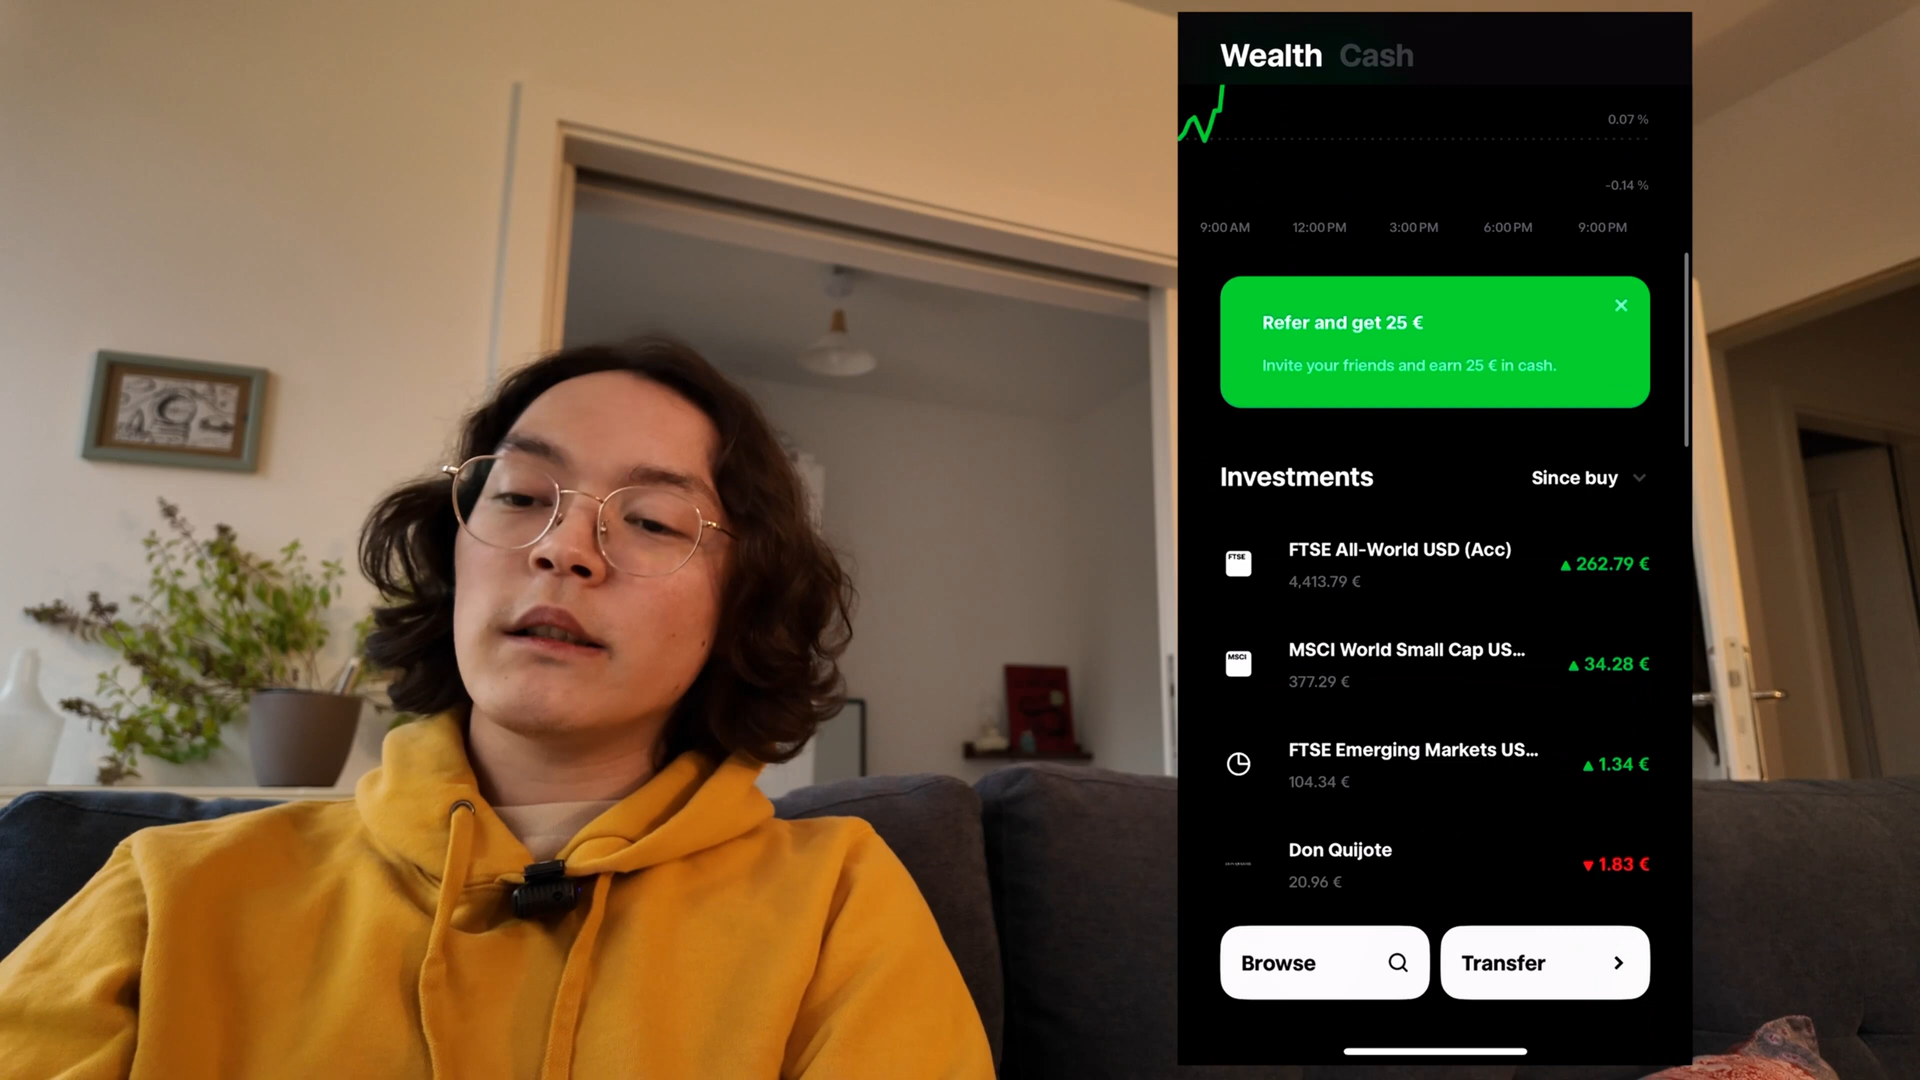 Wealth Cash
0.07 %
-0.14 %
9:00 AM 12:00 PM 3:00 PM 6:00 PM 9:00 PM
Refer and get 25 €
Invite your friends and earn 25 € in cash.
Investments Since buy
FTSE
FTSE All-World USD (Acc)
▲ 262.79 €
4,413.79 €
MSCI
MSCI World Small Cap US...
▲ 34.28 €
377.29 €
FTSE Emerging Markets US...
▲ 1.34 €
104.34 €
Don Quijote
▼ 1.83 €
20.96 €
Browse
Transfer